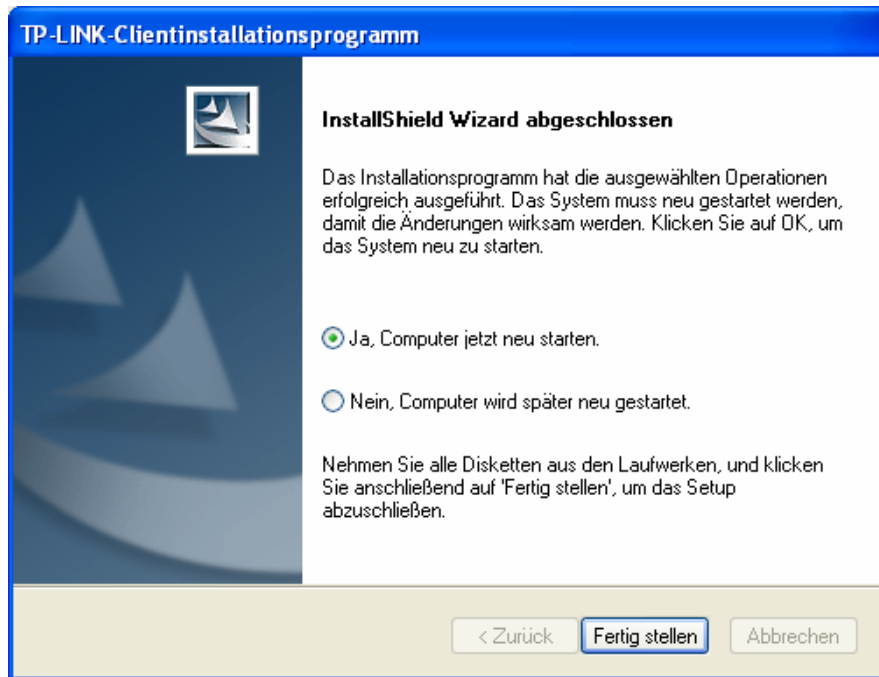 TP-LINK-Clientinstallationsprogramm
InstallShield Wizard abgeschlossen
Das Installationsprogramm hat die ausgewählten Operationen
erfolgreich ausgeführt. Das System muss neu gestartet werden,
damit die Änderungen wirksam werden. Klicken Sie auf OK, um
das System neu zu starten.
Ja, Computer jetzt neu starten.
Nein, Computer wird später neu gestartet.
Nehmen Sie alle Disketten aus den Laufwerken, und klicken
Sie anschließend auf 'Fertig stellen', um das Setup
abzuschließen.
< Zurück Fertig stellen Abbrechen